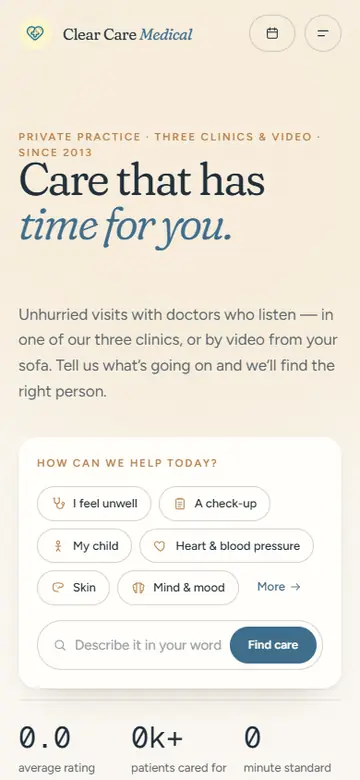 Clear Care Medical
PRIVATE PRACTICE · THREE CLINICS & VIDEO ·
SINCE 2013
Care that has
time for you.
Unhurried visits with doctors who listen — in
one of our three clinics, or by video from your
sofa. Tell us what’s going on and we’ll find the
right person.
HOW CAN WE HELP TODAY?
I feel unwell
A check-up
My child
Heart & blood pressure
Skin
Mind & mood
More →
Describe it in your word
Find care
0.0
0k+
0
average rating
patients cared for
minute standard